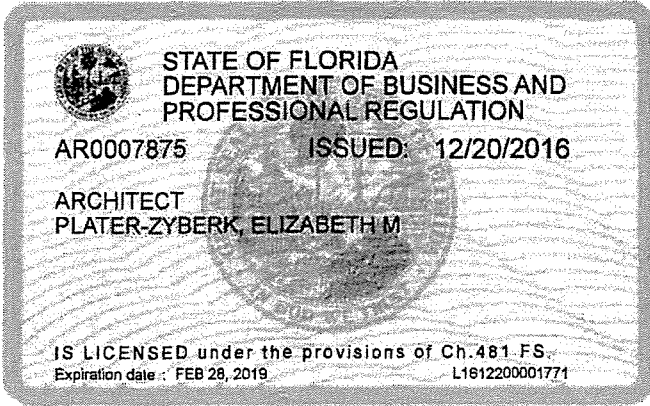 STATE OF FLORIDA
DEPARTMENT OF BUSINESS AND
PROFESSIONAL REGULATION
AR0007875 ISSUED: 12/20/2016
ARCHITECT
PLATER-ZYBERK, ELIZABETH M
IS LICENSED under the provisions of Ch.481 FS.
Expiration date : FEB 28, 2019 L1612200001771